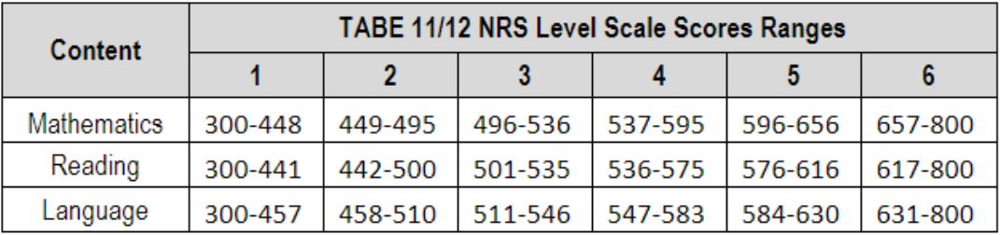 Content TABE 11/12 NRS Level Scale Scores Ranges
1 2 3 4 5 6
Mathematics 300-448 449-495 496-536 537-595 596-656 657-800
Reading 300-441 442-500 501-535 536-575 576-616 617-800
Language 300-457 458-510 511-546 547-583 584-630 631-800